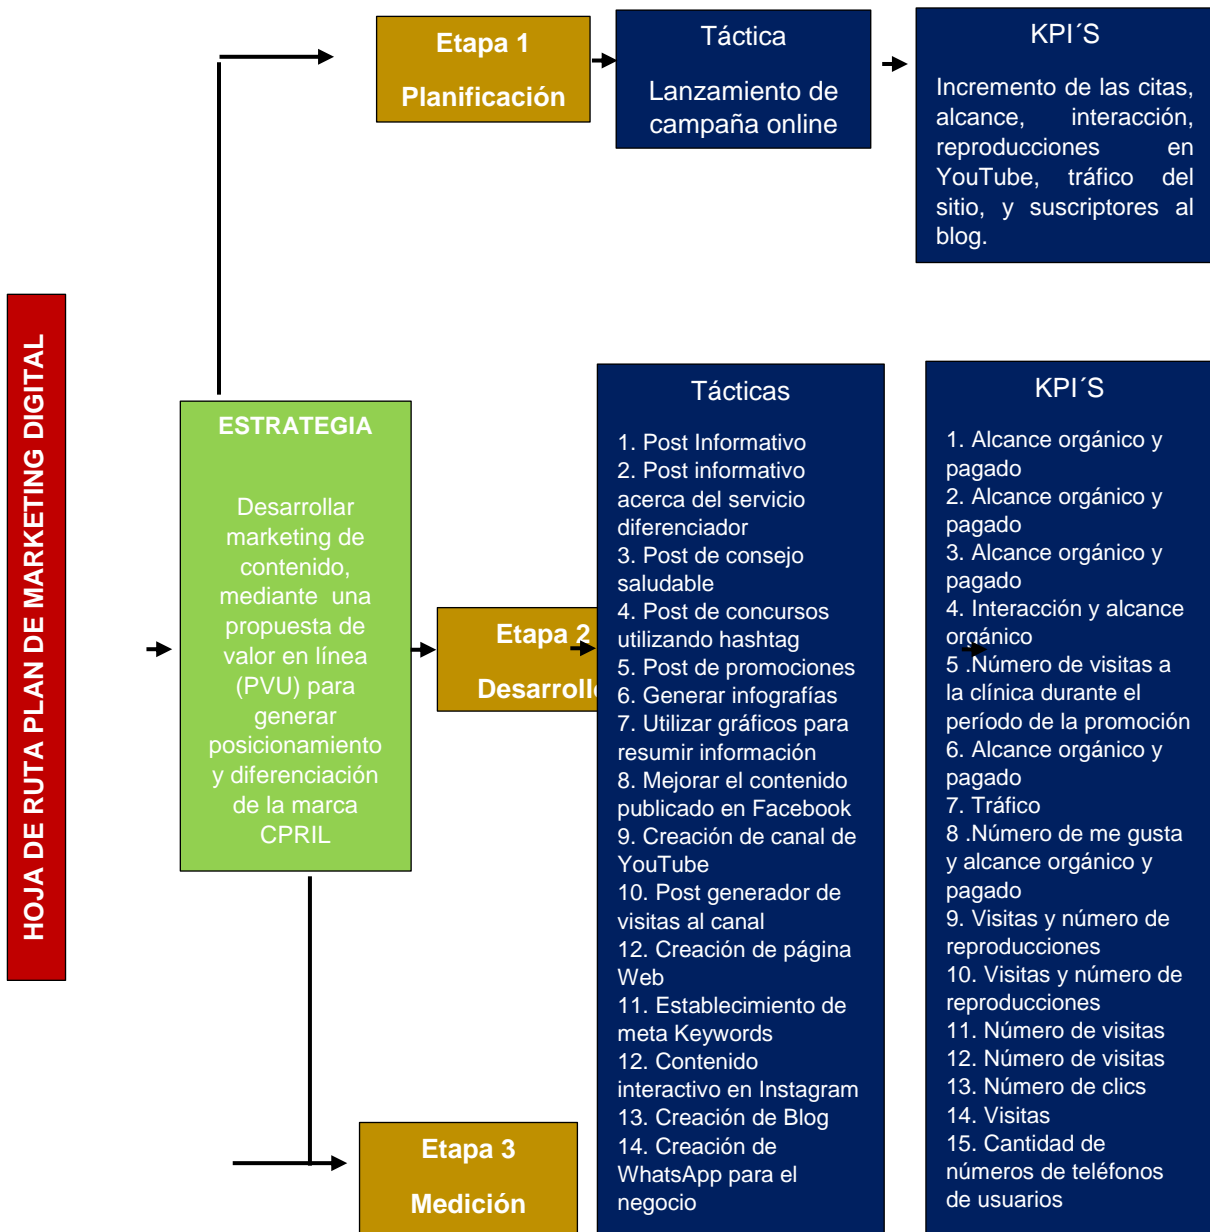 HOJA DE RUTA PLAN DE MARKETING DIGITAL
ESTRATEGIA
Desarrollar
marketing de
contenido,
mediante una
propuesta de
valor en línea
(PVU) para
generar
posicionamiento
y diferenciación
de la marca
CPRIL
Etapa 1
Planificación
Táctica
Lanzamiento de
campaña online
KPI´S
Incremento de las citas,
alcance, interacción,
reproducciones en
YouTube, tráfico del
sitio, y suscriptores al
blog.
Etapa 2
Desarroll
Tácticas
1. Post Informativo
2. Post informativo
acerca del servicio
diferenciador
3. Post de consejo
saludable
4. Post de concursos
utilizando hashtag
5. Post de promociones
6. Generar infografías
7. Utilizar gráficos para
resumir información
8. Mejorar el contenido
publicado en Facebook
9. Creación de canal de
YouTube
10. Post generador de
visitas al canal
12. Creación de página
Web
11. Establecimiento de
meta Keywords
12. Contenido
interactivo en Instagram
13. Creación de Blog
14. Creación de
WhatsApp para el
negocio
KPI´S
1. Alcance orgánico y
pagado
2. Alcance orgánico y
pagado
3. Alcance orgánico y
pagado
4. Interacción y alcance
orgánico
5 .Número de visitas a
la clínica durante el
período de la promoción
6. Alcance orgánico y
pagado
7. Tráfico
8 .Número de me gusta
y alcance orgánico y
pagado
9. Visitas y número de
reproducciones
10. Visitas y número de
reproducciones
11. Número de visitas
12. Número de visitas
13. Número de clics
14. Visitas
15. Cantidad de
números de teléfonos
de usuarios
Etapa 3
Medición